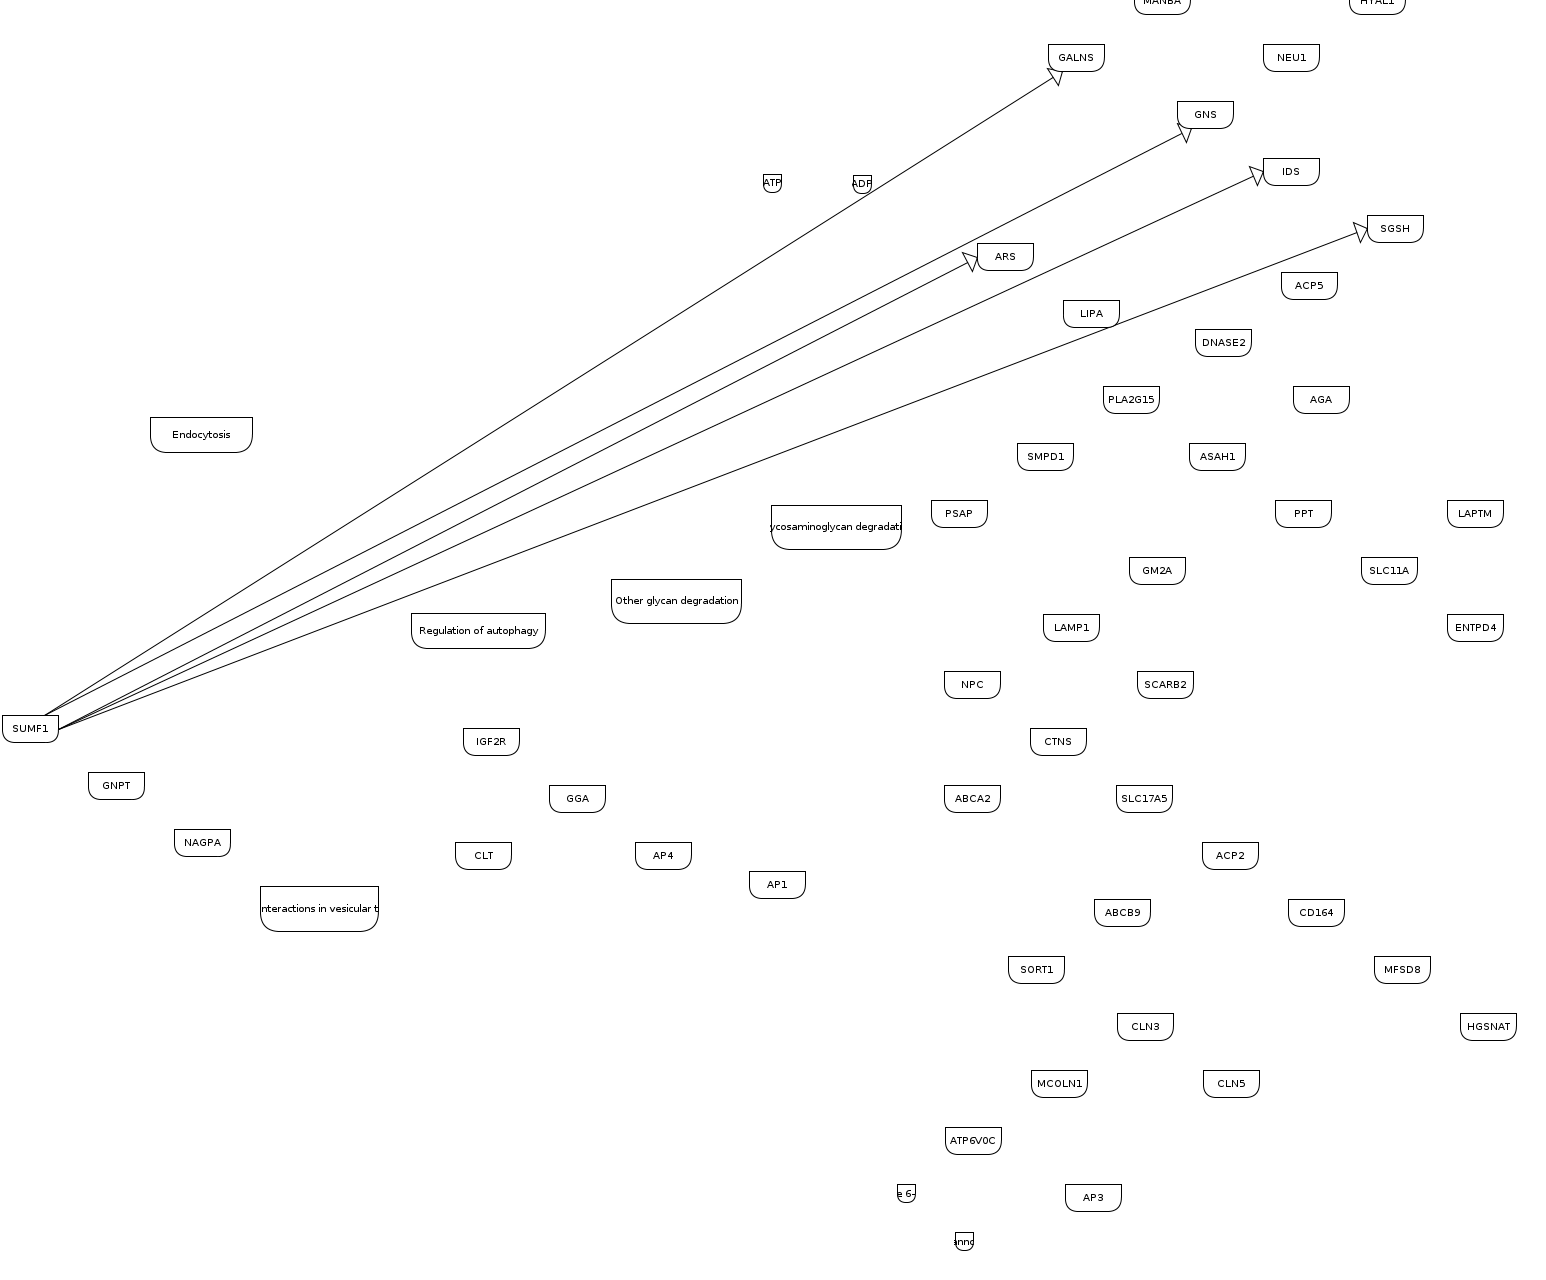 MANBA
HYAL1
GALNS
NEU1
GNS
IDS
ATP
ADP
SGSH
ARS
ACP5
LIPA
DNASE2
PLA2G15
AGA
Endocytosis
SMPD1
ASAH1
PSAP
PPT
LAPTM
ycosaminoglycan degradati
GM2A
SLC11A
Other glycan degradation
LAMP1
ENTPD4
Regulation of autophagy
NPC
SCARB2
SUMF1
IGF2R
CTNS
GNPT
GGA
ABCA2
SLC17A5
NAGPA
CLT
AP4
ACP2
AP1
nteractions in vesicular t
ABCB9
CD164
SORT1
MFSD8
CLN3
HGSNAT
MCOLN1
CLN5
ATP6V0C
e 6-
AP3
anno